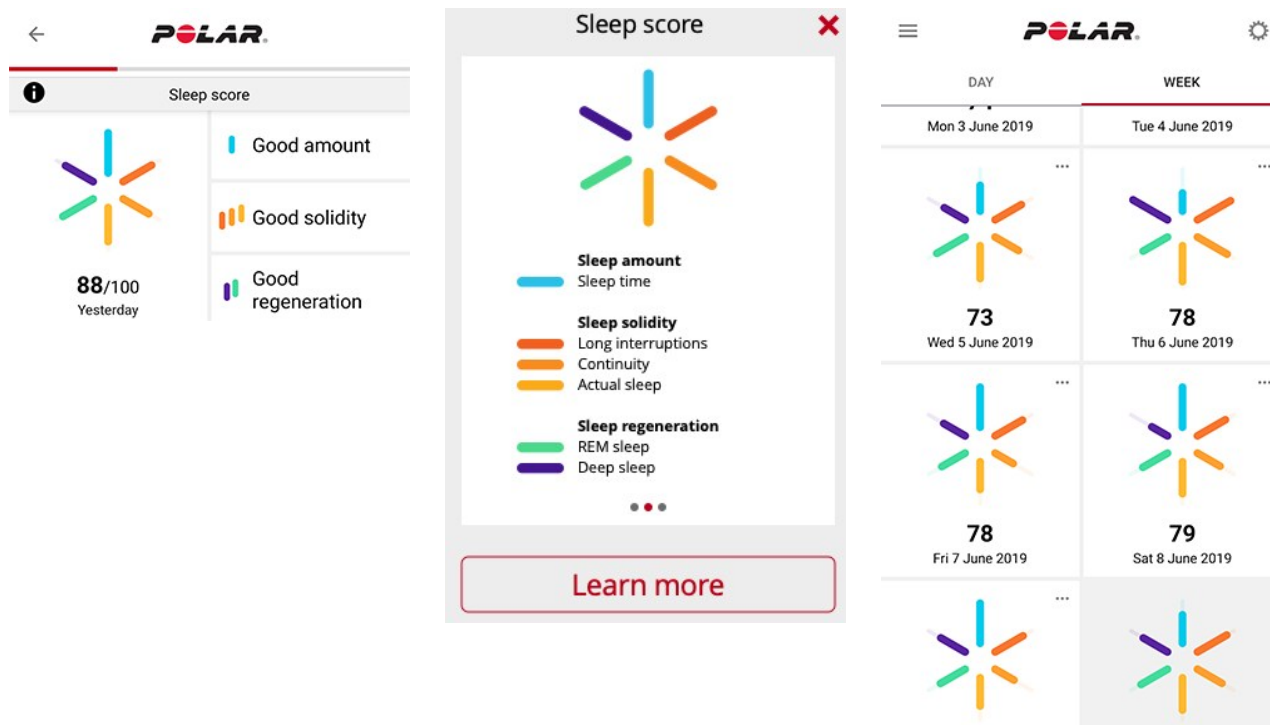 POLAR.
Sleep score
Good amount
Good solidity
Good
regeneration
88/100
Yesterday
Sleep score
Sleep amount
Sleep time
Sleep solidity
Long interruptions
Continuity
Actual sleep
Sleep regeneration
REM sleep
Deep sleep
Learn more
POLAR.
DAY
WEEK
Mon 3 June 2019
Tue 4 June 2019
73
Wed 5 June 2019
78
Thu 6 June 2019
78
Fri 7 June 2019
79
Sat 8 June 2019